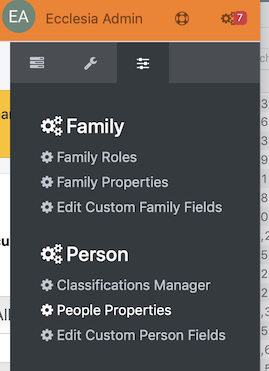 EA Ecclesia Admin 7
Family
Family Roles
Family Properties
Edit Custom Family Fields
Person
Classifications Manager
People Properties
Edit Custom Person Fields